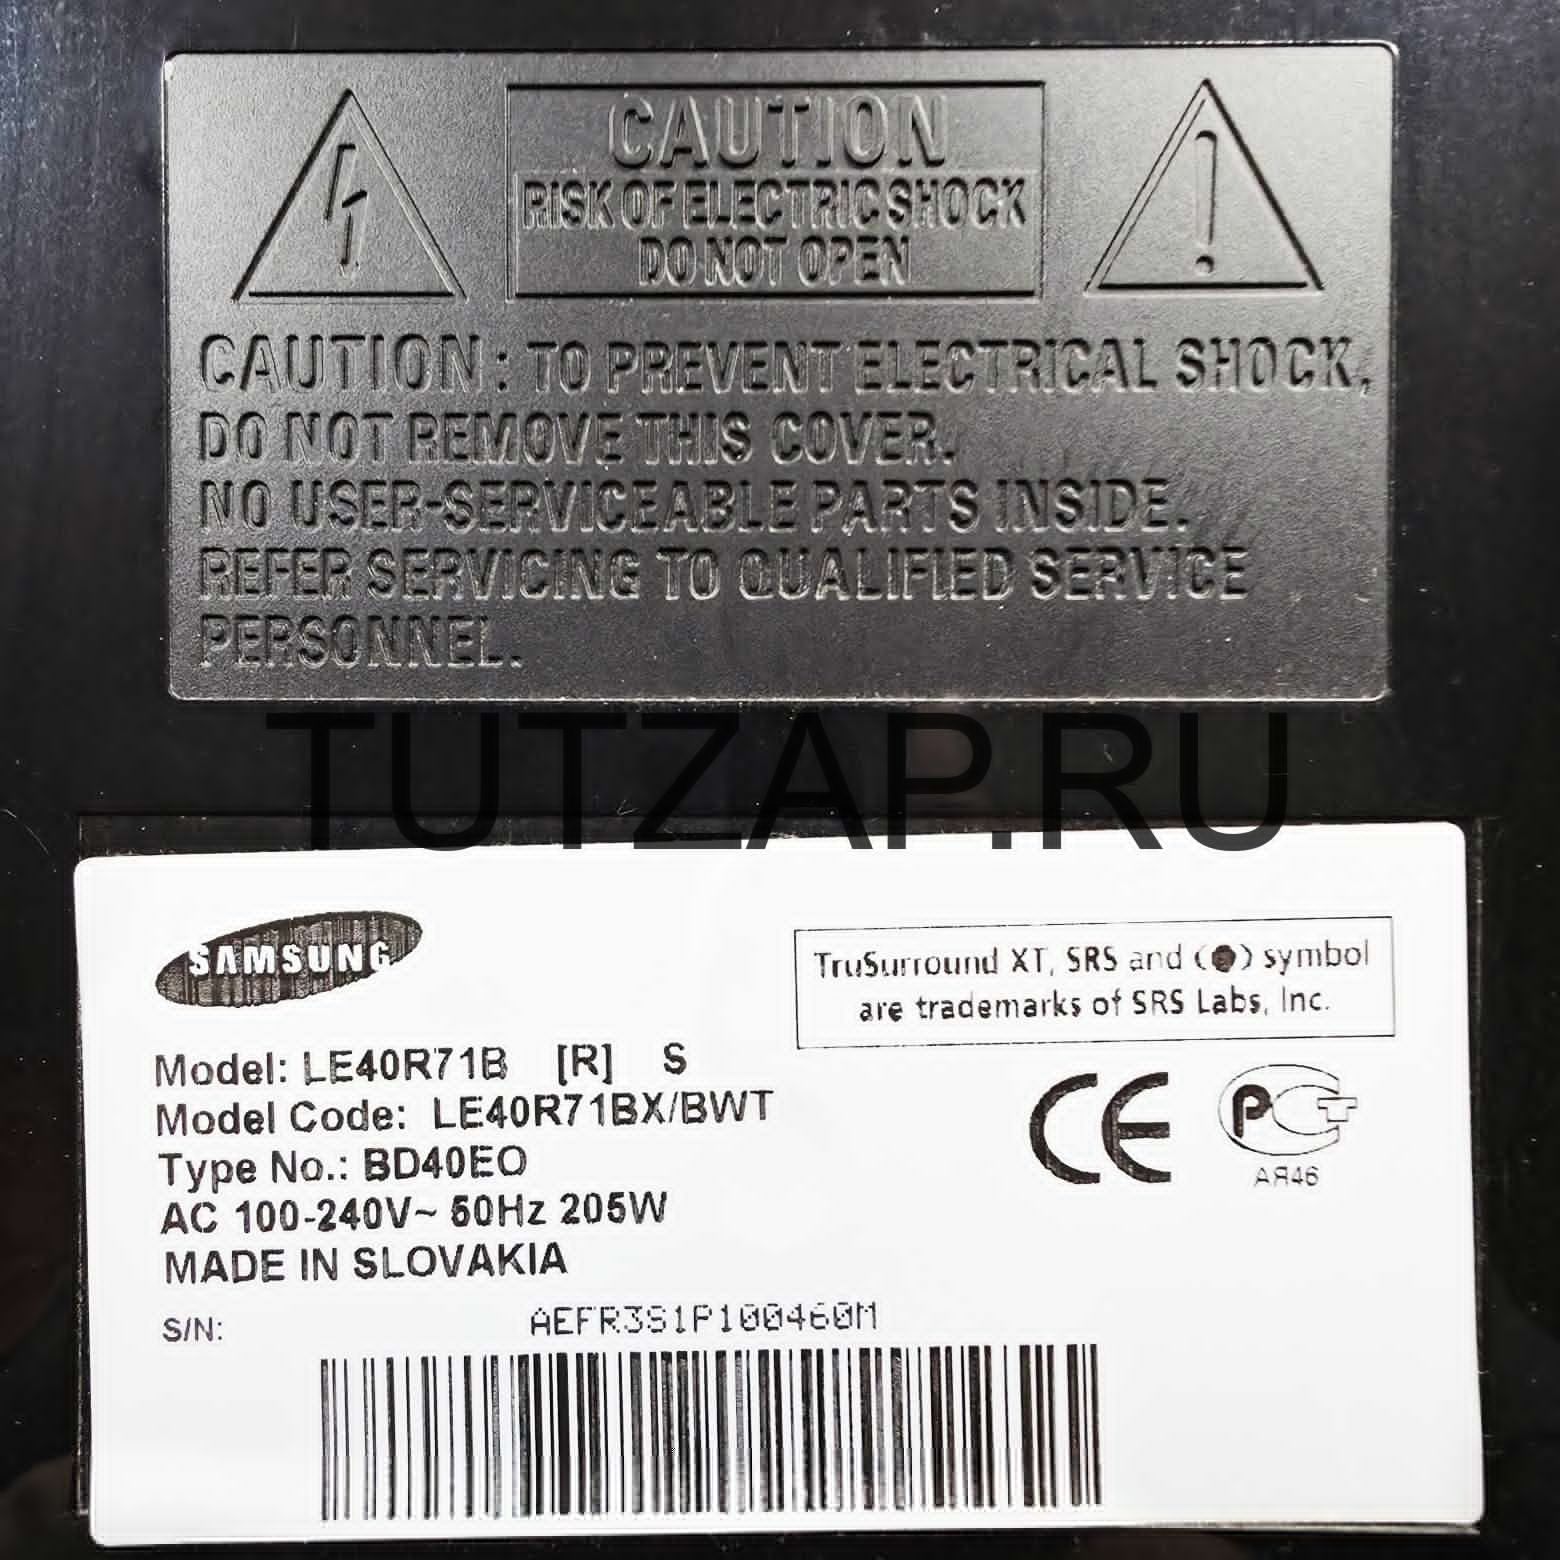 CAUTION
RISK OF ELECTRIC SHOCK
DO NOT OPEN
CAUTION: TO PREVENT ELECTRICAL SHOCK,
DO NOT REMOVE THIS COVER.
NO USER-SERVICEABLE PARTS INSIDE.
REFER SERVICING TO QUALIFIED SERVICE
PERSONNEL.
TUTZAP.RU
SAMSUNG
TruSurround XT, SRS and (●) symbol
are trademarks of SRS Labs, Inc.
Model: LE40R71B [R] S
Model Code: LE40R71BX/BWT
Type No.: BD40EO
AC 100-240V~ 50Hz 205W
MADE IN SLOVAKIA
CE
PCT
АЯ46
S/N: AEFR3S1P100460M